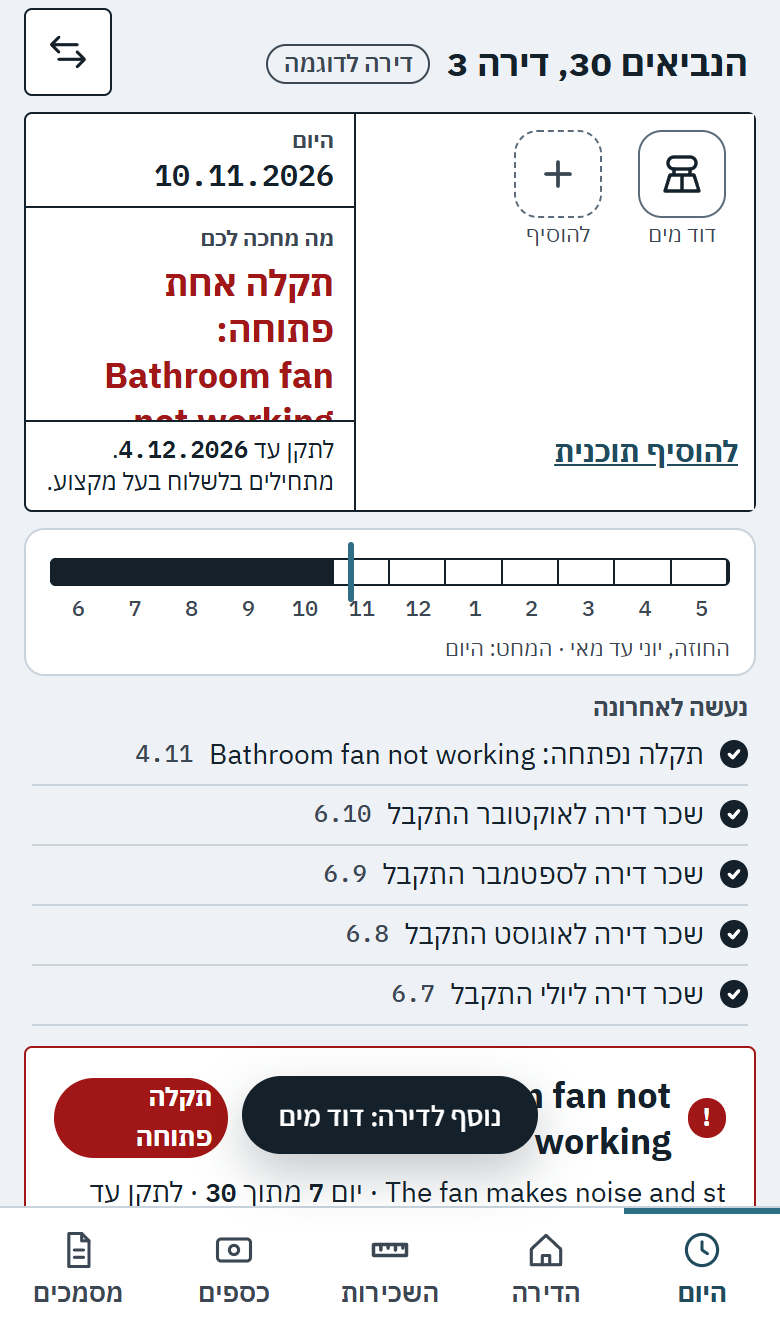 הנביאים 30, דירה 3
דירה לדוגמה
דוד מים
להוסיף
להוסיף תוכנית
היום
10.11.2026
מה מחכה לכם
תקלה אחת
פתוחה:
Bathroom fan
not working
לתקן עד 4.12.2026.
מתחילים בלשלוח בעל מקצוע.
6 7 8 9 10 11 12 1 2 3 4 5
החוזה, יוני עד מאי · המחט: היום
נעשה לאחרונה
תקלה נפתחה: Bathroom fan not working 4.11
שכר דירה לאוקטובר התקבל 6.10
שכר דירה לספטמבר התקבל 6.9
שכר דירה לאוגוסט התקבל 6.8
שכר דירה ליולי התקבל 6.7
fan not
working
תקלה
פתוחה
נוסף לדירה: דוד מים
The fan makes noise and st · יום 7 מתוך 30 · לתקן עד
היום
הדירה
השכירות
כספים
מסמכים